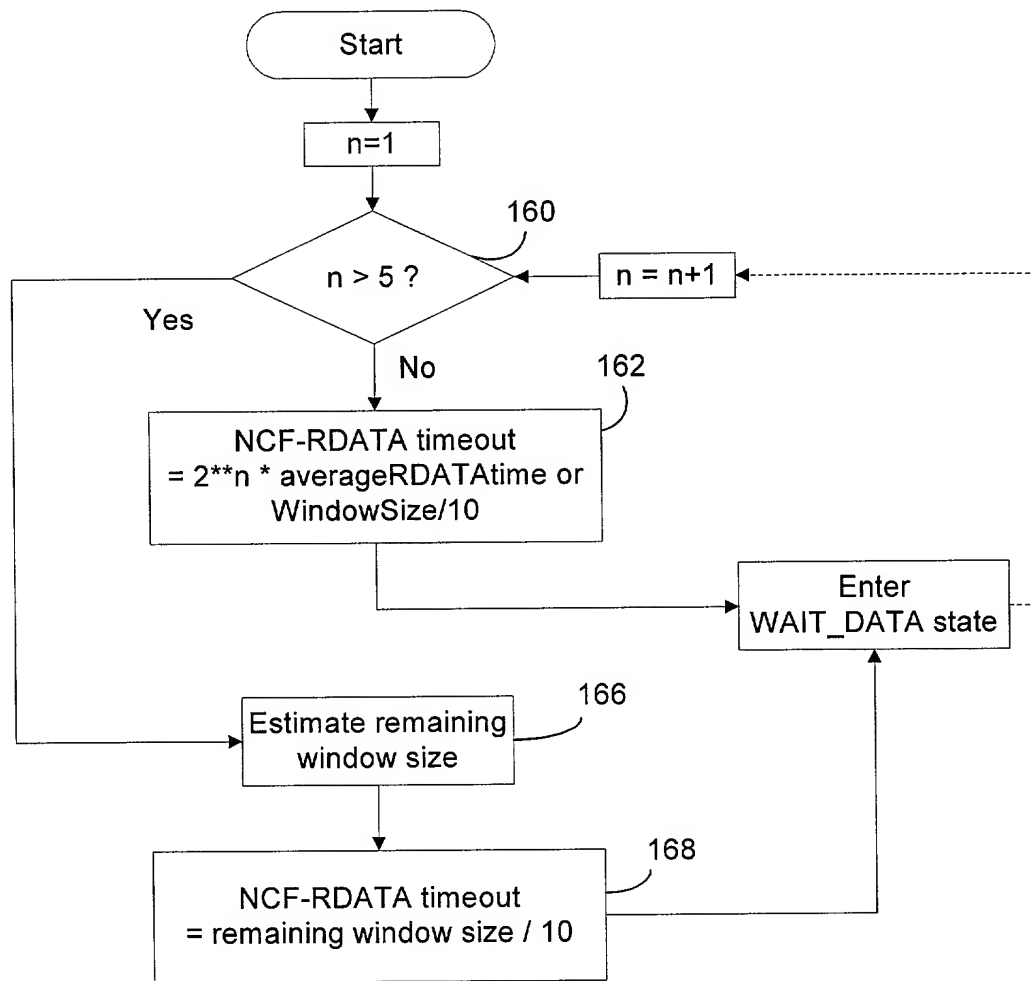 Start
n=1
160
n > 5 ?
n = n+1
Yes
No
162
NCF-RDATA timeout
= 2**n * averageRDATAtime or
WindowSize/10
Enter
WAIT_DATA state
166
Estimate remaining
window size
168
NCF-RDATA timeout
= remaining window size / 10